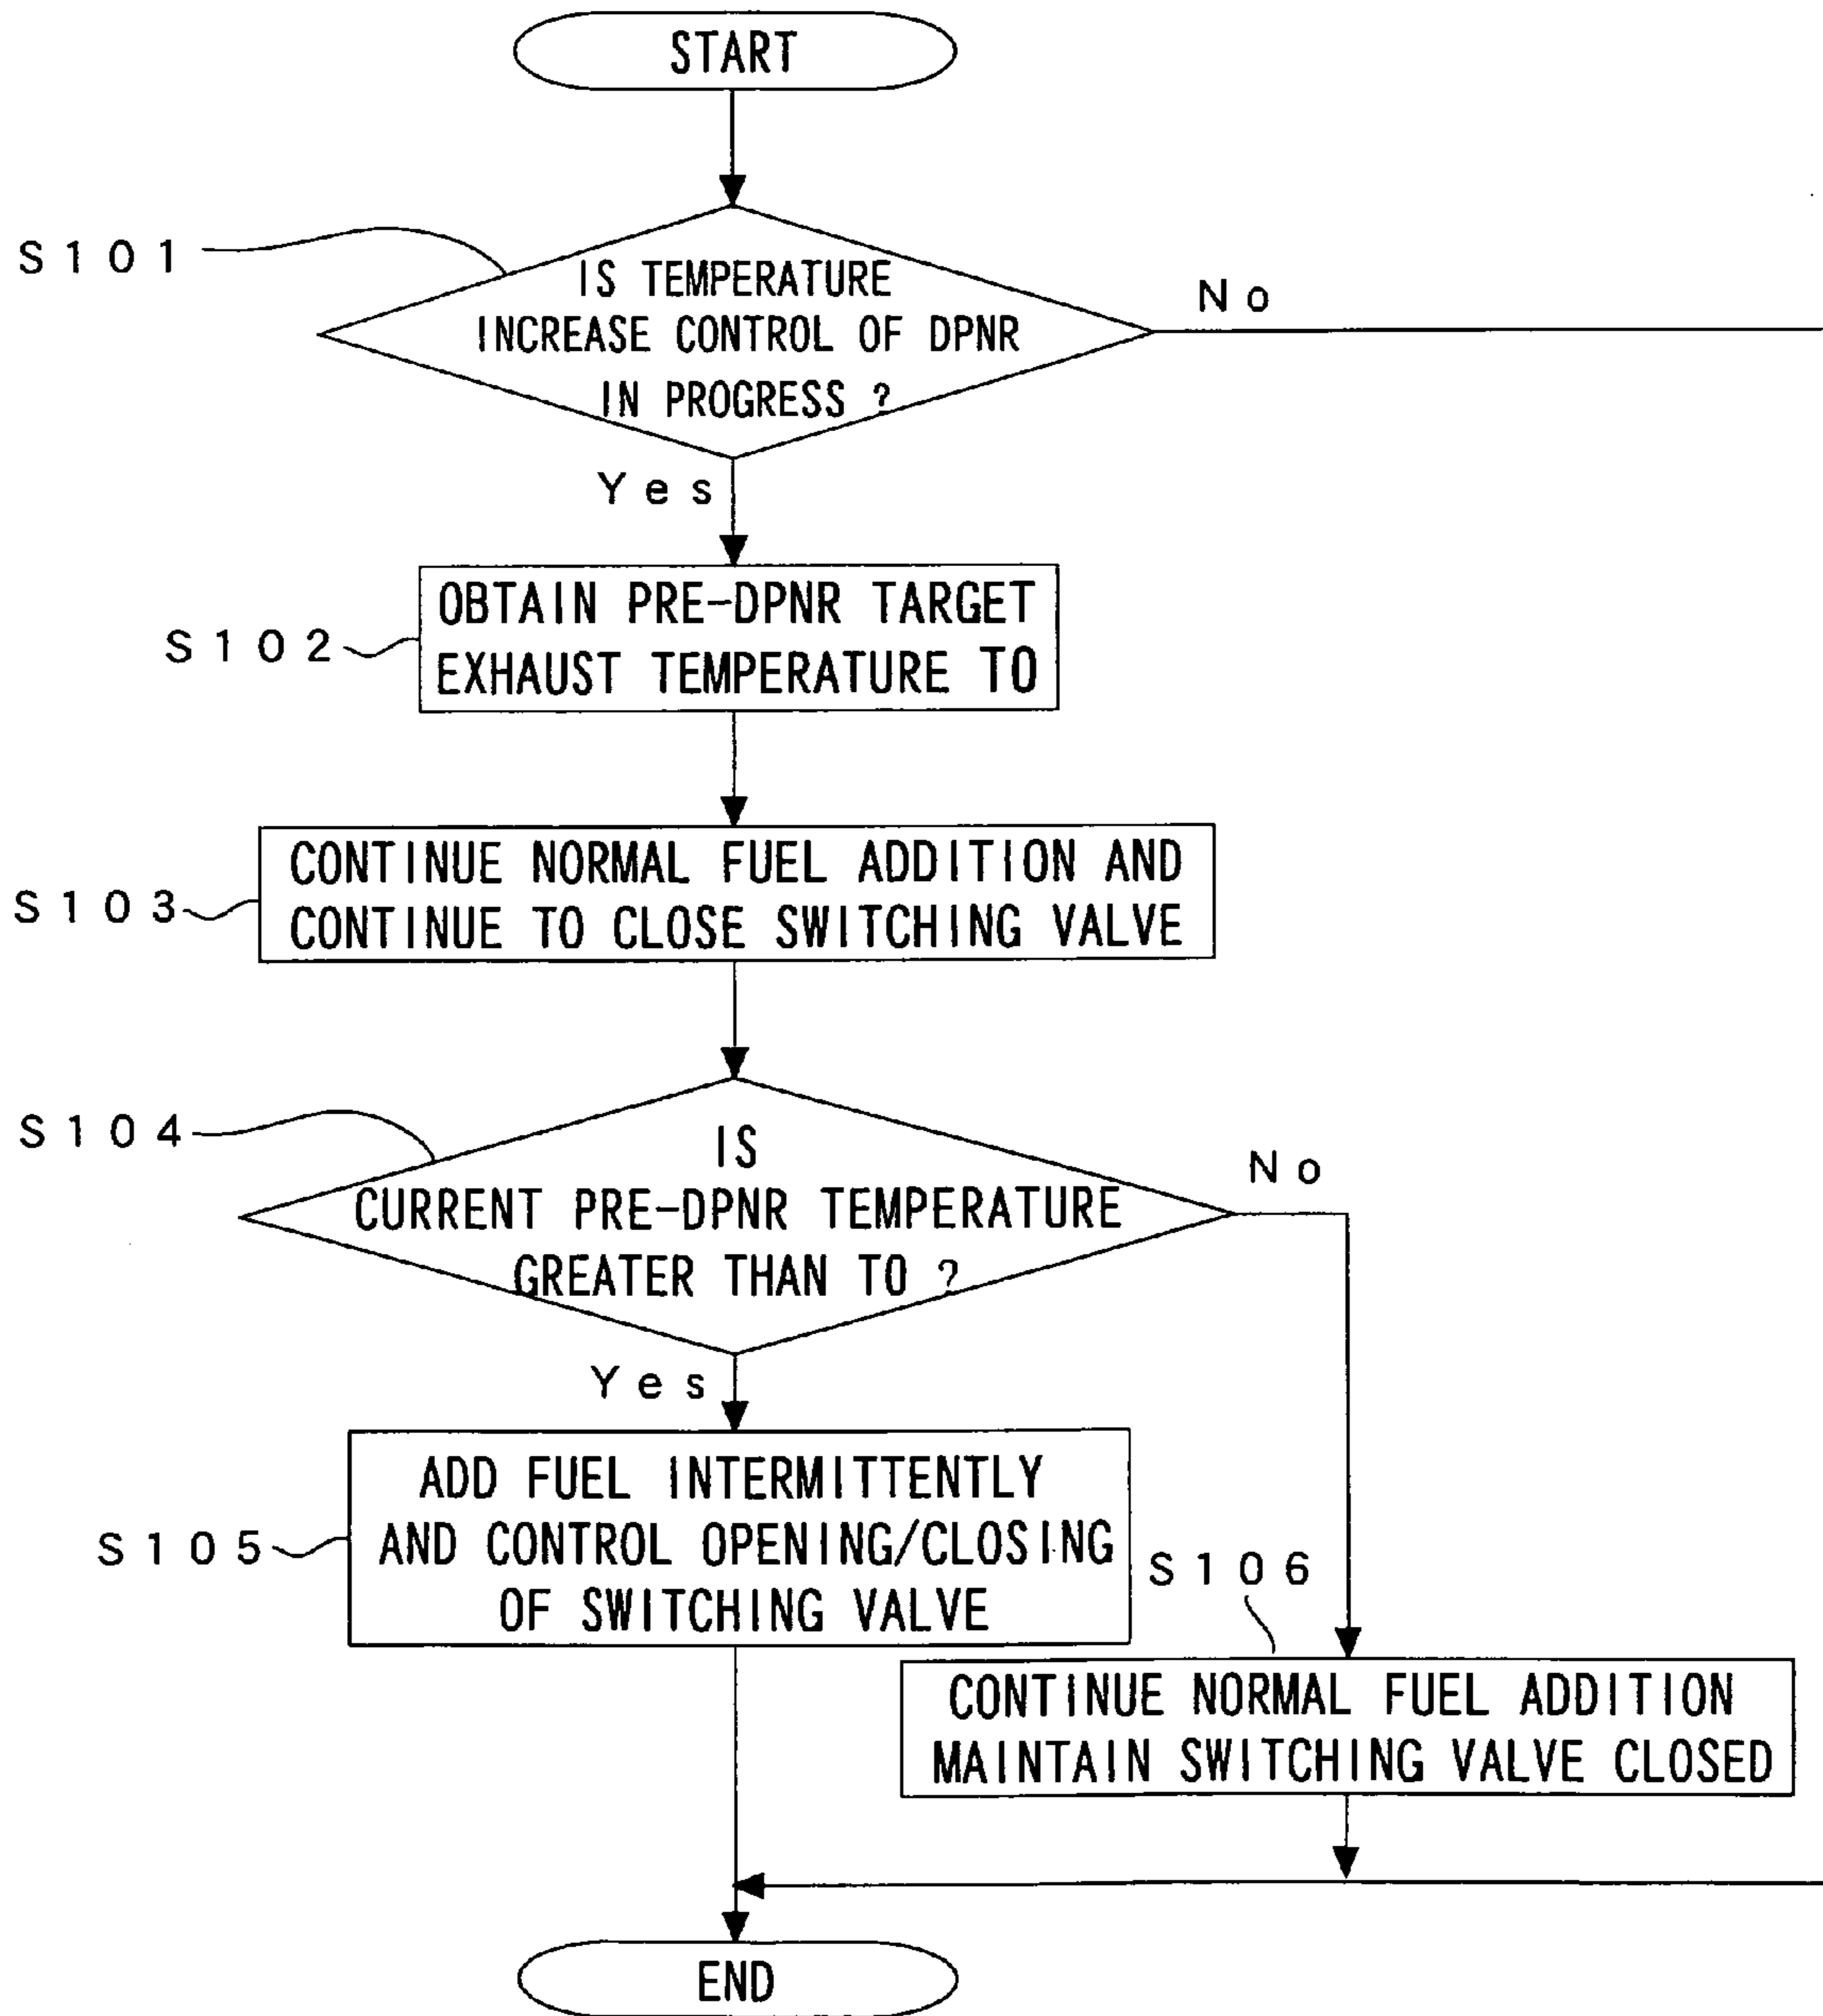 START
S101
IS TEMPERATURE
INCREASE CONTROL OF DPNR
IN PROGRESS ?
No
Yes
S102
OBTAIN PRE-DPNR TARGET
EXHAUST TEMPERATURE TO
S103
CONTINUE NORMAL FUEL ADDITION AND
CONTINUE TO CLOSE SWITCHING VALVE
S104
IS
CURRENT PRE-DPNR TEMPERATURE
GREATER THAN TO ?
No
Yes
S105
ADD FUEL INTERMITTENTLY
AND CONTROL OPENING/CLOSING
OF SWITCHING VALVE
S106
CONTINUE NORMAL FUEL ADDITION
MAINTAIN SWITCHING VALVE CLOSED
END